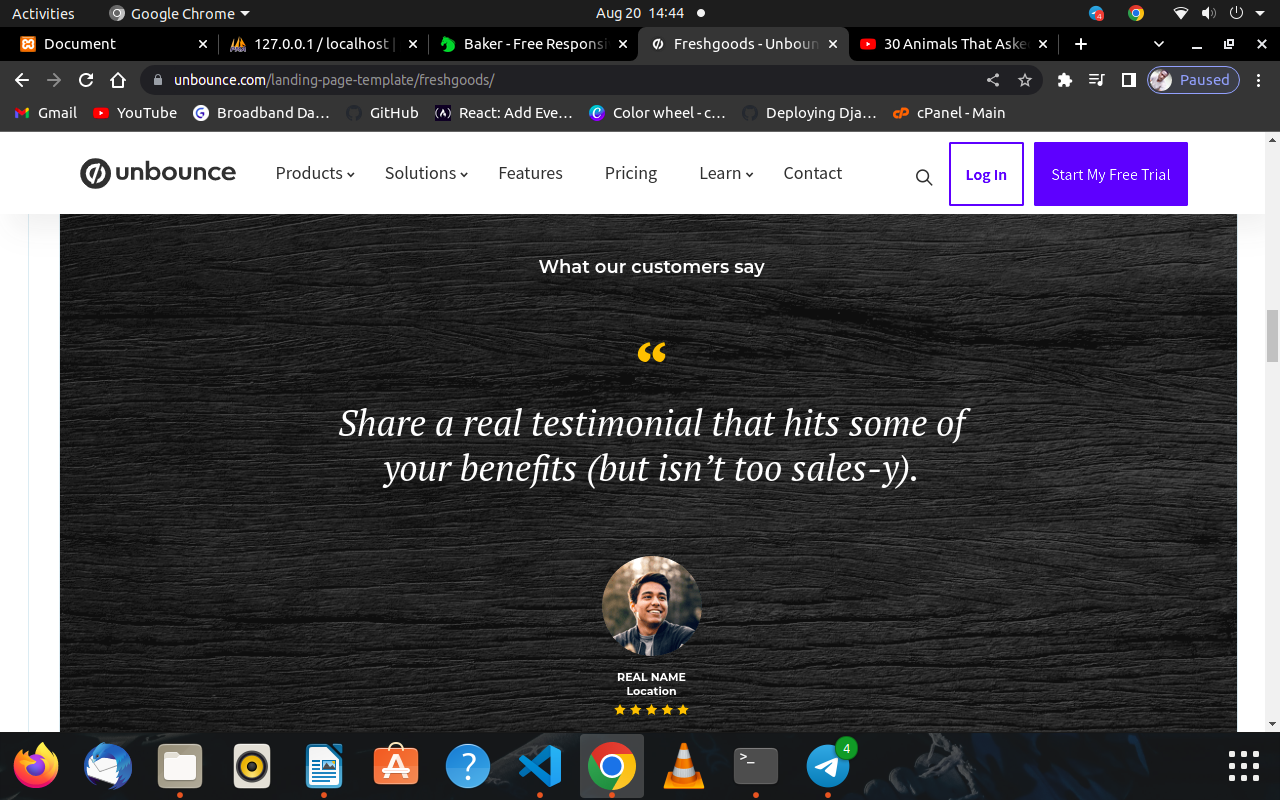 Activities
Google Chrome
Aug 20 14:44
4
Document
127.0.0.1 / localhost |
Baker - Free Responsi
Freshgoods - Unboun
30 Animals That Aske
unbounce.com/landing-page-template/freshgoods/
Paused
Gmail
YouTube
Broadband Da...
GitHub
React: Add Eve...
Color wheel - c...
Deploying Dja...
cPanel - Main
unbounce
Products
Solutions
Features
Pricing
Learn
Contact
Log In
Start My Free Trial
What our customers say
“
Share a real testimonial that hits some of
your benefits (but isn’t too sales-y).
REAL NAME
Location
4